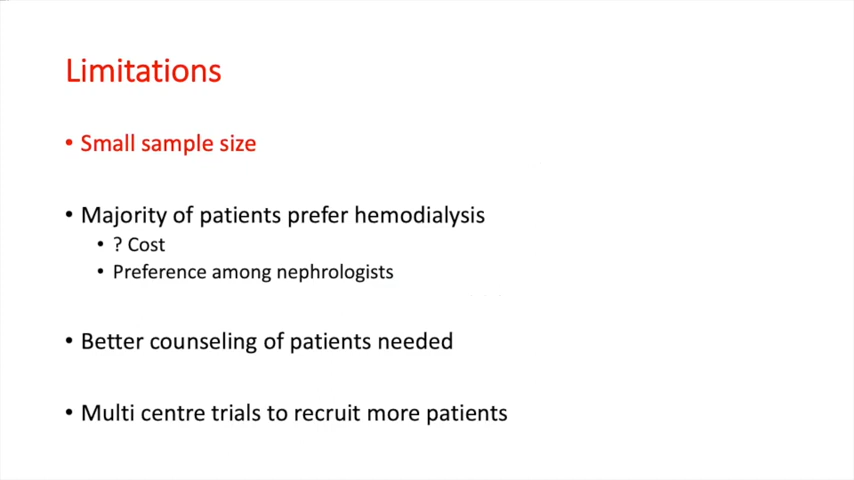 Limitations
• Small sample size
• Majority of patients prefer hemodialysis
• ? Cost
• Preference among nephrologists
• Better counseling of patients needed
• Multi centre trials to recruit more patients